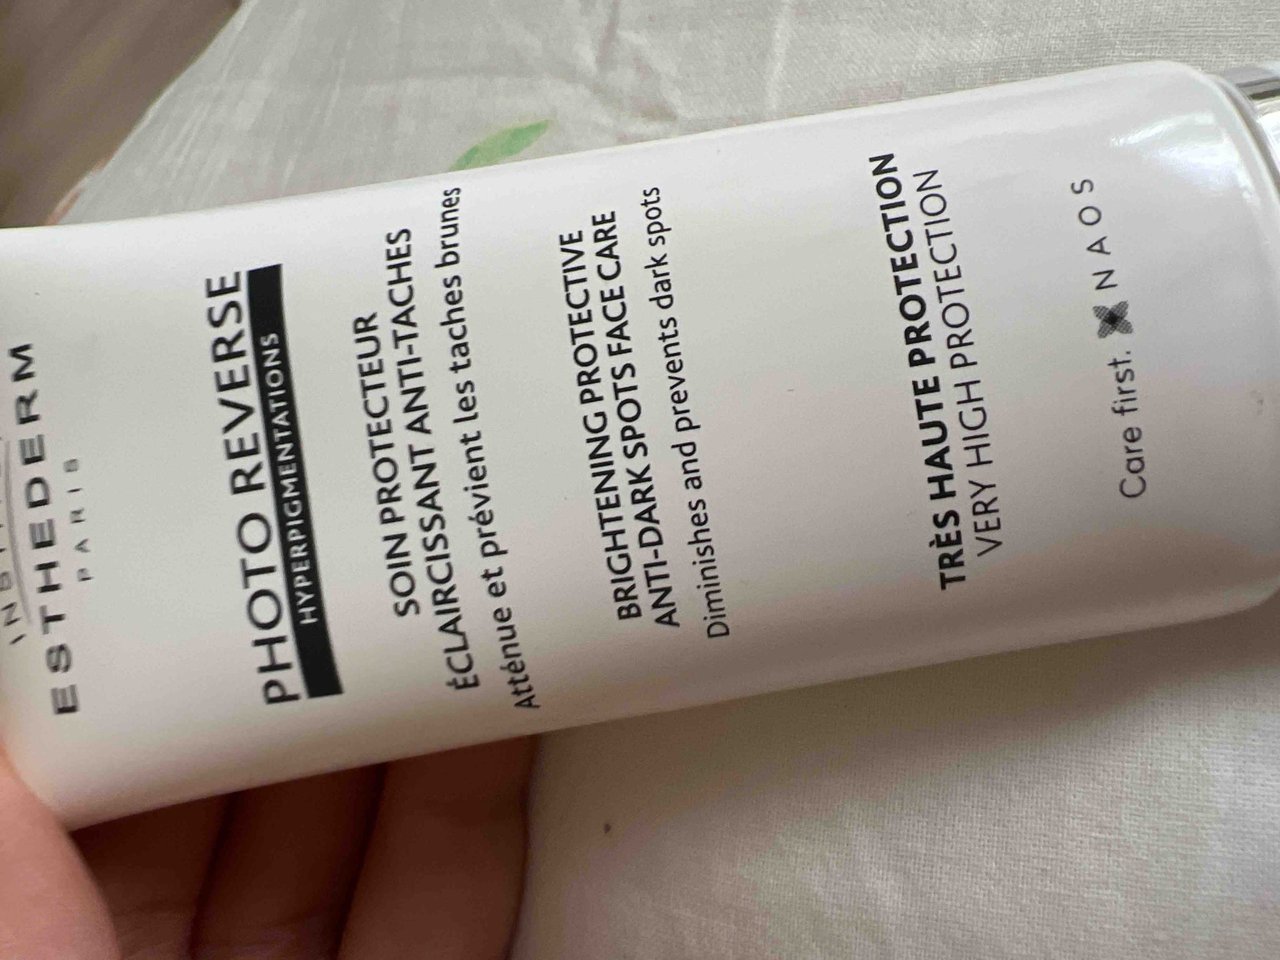 ESTHEDERM
PARIS
PHOTO REVERSE
HYPERPIGMENTATIONS
SOIN PROTECTEUR
ÉCLAIRCISSANT ANTI-TACHES
Atténue et prévient les taches brunes
BRIGHTENING PROTECTIVE
ANTI-DARK SPOTS FACE CARE
Diminishes and prevents dark spots
TRÈS HAUTE PROTECTION
VERY HIGH PROTECTION
Care first. NAOS